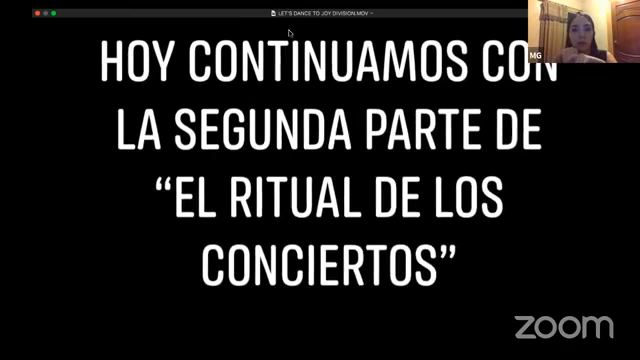 LET'S DANCE TO JOY DIVISION.MOV
MG
HOY CONTINUAMOS CON
LA SEGUNDA PARTE DE
“EL RITUAL DE LOS
CONCIERTOS”
zoom